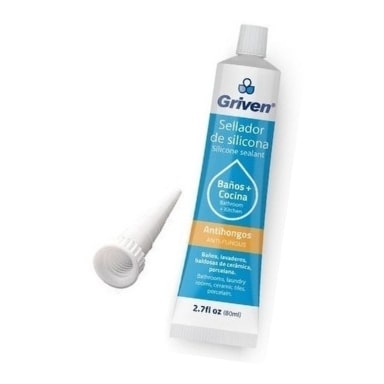 Griven®
Sellador
de silicona
Silicone sealant
Baños +
Cocina
Bathroom
+ Kitchen
Antihongos
ANTI-FUNGUS
Baños, lavaderos,
baldosas de cerámica,
porcelana.
Bathrooms, laundry
rooms, ceramic, tiles,
porcelain.
2.7fl oz (80ml)